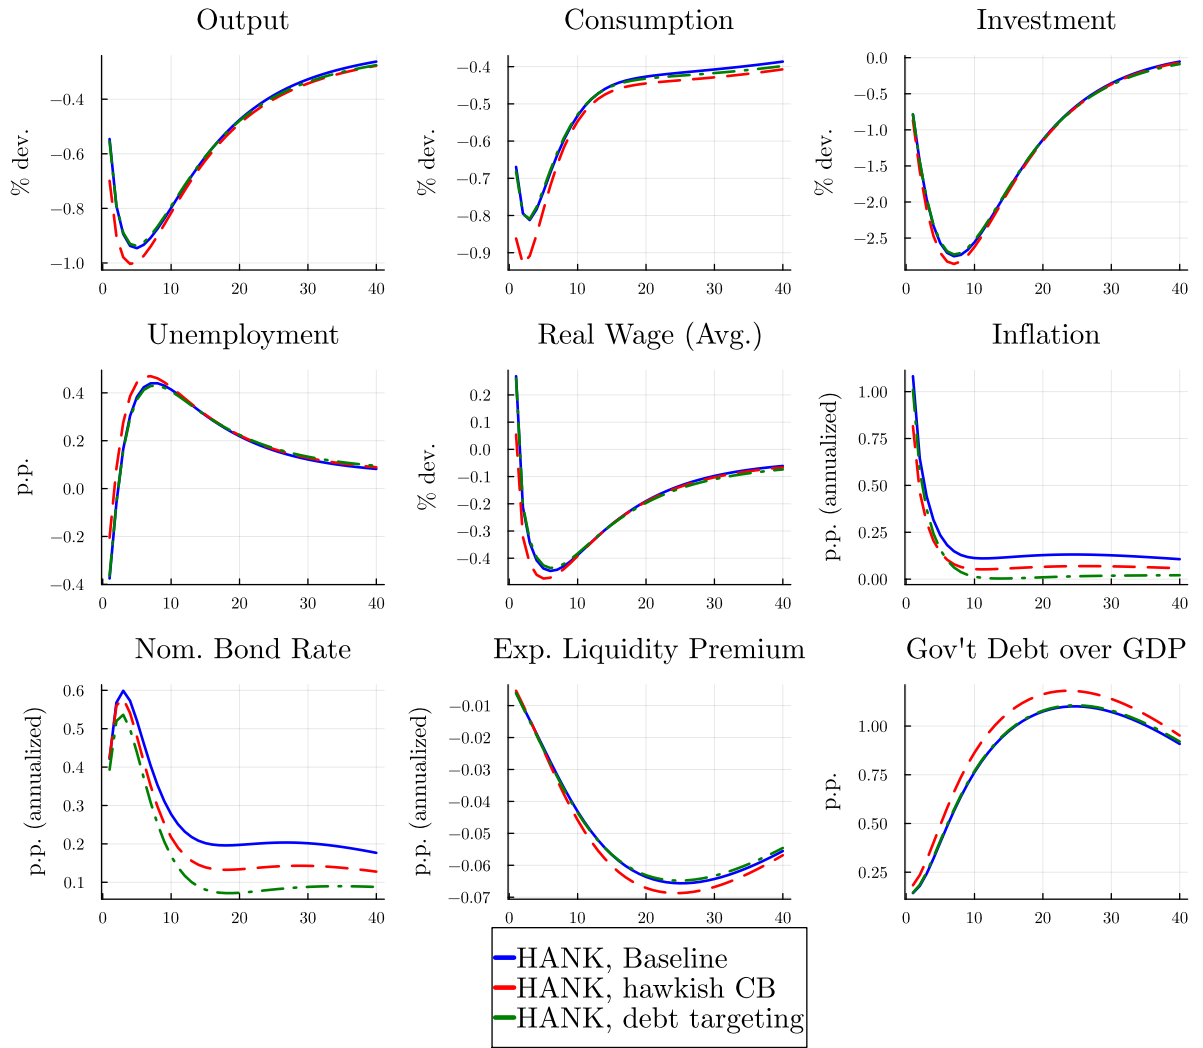 Output
Consumption
Investment
% dev.
−0.4
−0.6
−0.8
−1.0
0 10 20 30 40
% dev.
−0.4
−0.5
−0.6
−0.7
−0.8
−0.9
0 10 20 30 40
% dev.
0.0
−0.5
−1.0
−1.5
−2.0
−2.5
0 10 20 30 40
Unemployment
Real Wage (Avg.)
Inflation
p.p.
0.4
0.2
0.0
−0.2
−0.4
0 10 20 30 40
% dev.
0.2
0.1
0.0
−0.1
−0.2
−0.3
−0.4
0 10 20 30 40
p.p. (annualized)
1.00
0.75
0.50
0.25
0.00
0 10 20 30 40
Nom. Bond Rate
Exp. Liquidity Premium
Gov't Debt over GDP
p.p. (annualized)
0.6
0.5
0.4
0.3
0.2
0.1
0 10 20 30 40
p.p. (annualized)
−0.01
−0.02
−0.03
−0.04
−0.05
−0.06
−0.07
0 10 20 30 40
p.p.
1.00
0.75
0.50
0.25
0 10 20 30 40
HANK, Baseline
HANK, hawkish CB
HANK, debt targeting